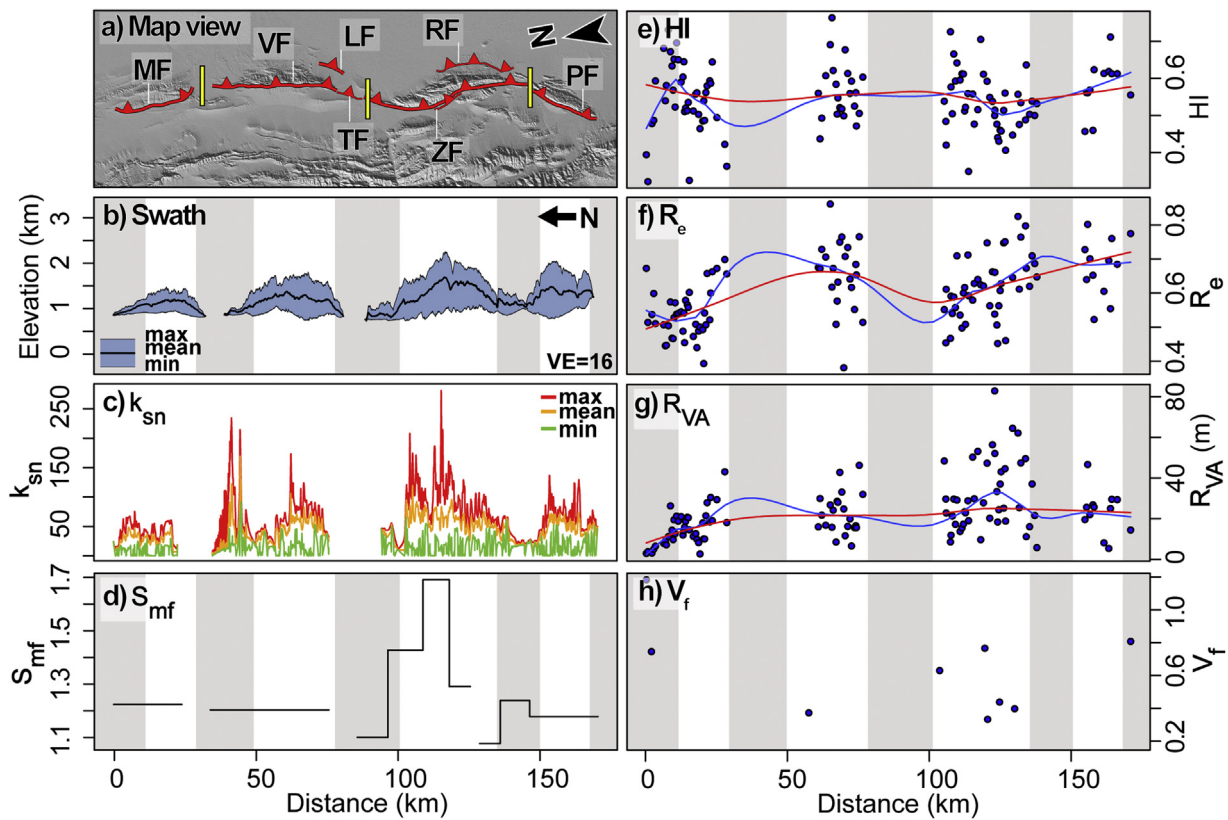 a) Map view
MF
VF
LF
RF
N
PF
TF
ZF
b) Swath
N
Elevation (km)
3
2
1
0
max
mean
min
VE=16
c) ksn
max
mean
min
ksn
250
150
50
d) Smf
Smf
1.7
1.5
1.3
1.1
0 50 100 150
Distance (km)
e) HI
0.6
0.4
HI
f) Re
0.8
0.6
0.4
Re
g) RVA
80
40
0
RVA (m)
h) Vf
1.0
0.6
0.2
Vf
0 50 100 150
Distance (km)